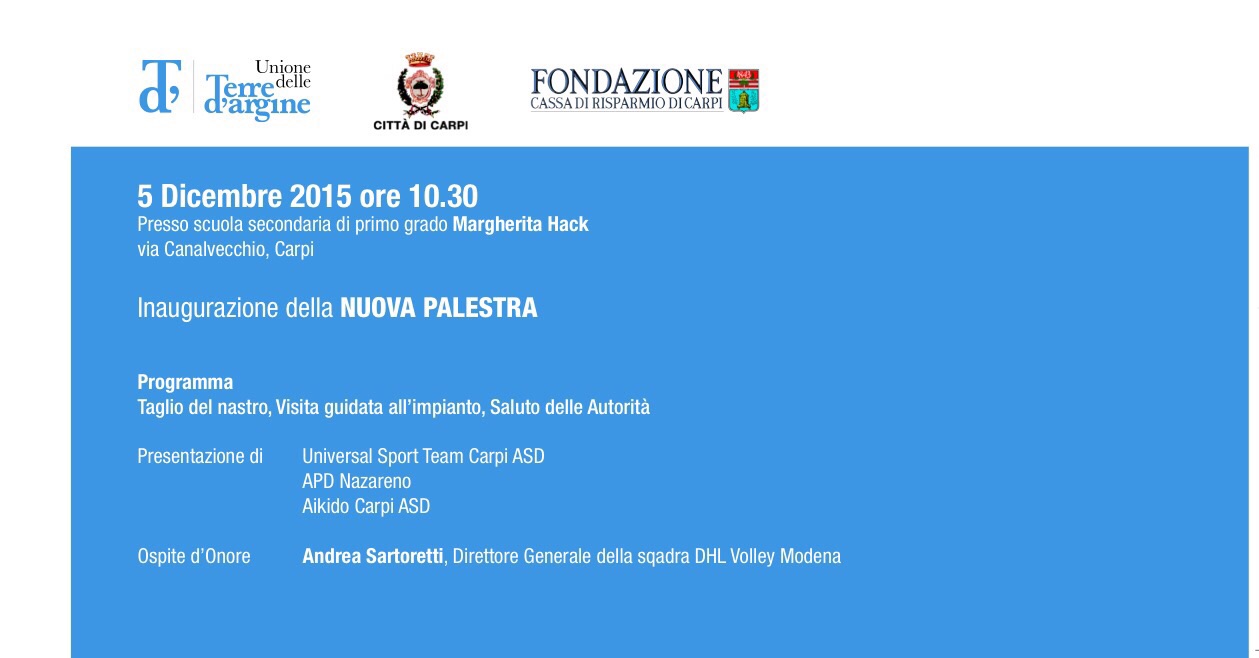 Unione
delle
Terre
d'argine
CITTÀ DI CARPI
FONDAZIONE
CASSA DI RISPARMIO DI CARPI
5 Dicembre 2015 ore 10.30
Presso scuola secondaria di primo grado Margherita Hack
via Canalvecchio, Carpi
Inaugurazione della NUOVA PALESTRA
Programma
Taglio del nastro, Visita guidata all’impianto, Saluto delle Autorità
Presentazione di Universal Sport Team Carpi ASD
APD Nazareno
Aikido Carpi ASD
Ospite d’Onore Andrea Sartoretti, Direttore Generale della sqadra DHL Volley Modena